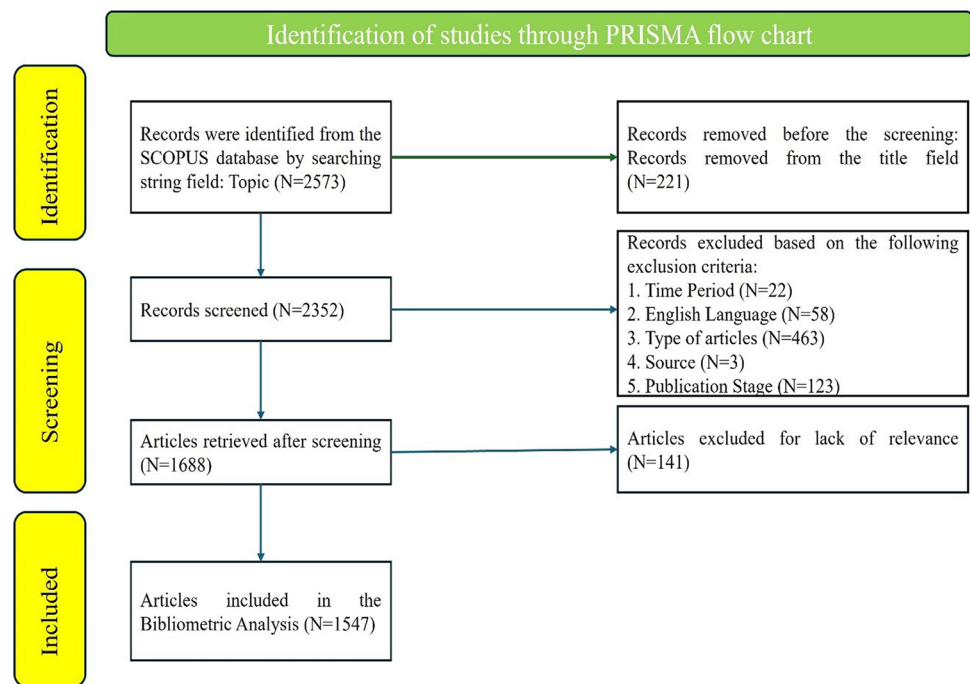 Identification of studies through PRISMA flow chart
Identification
Records were identified from the
SCOPUS database by searching
string field: Topic (N=2573)
Records removed before the screening:
Records removed from the title field
(N=221)
Screening
Records screened (N=2352)
Records excluded based on the following
exclusion criteria:
1. Time Period (N=22)
2. English Language (N=58)
3. Type of articles (N=463)
4. Source (N=3)
5. Publication Stage (N=123)
Articles retrieved after screening
(N=1688)
Articles excluded for lack of relevance
(N=141)
Included
Articles included in the
Bibliometric Analysis (N=1547)